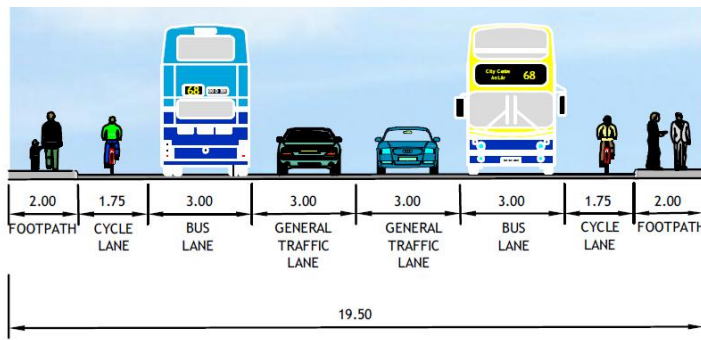 City Centre
An Lár
68
68
2.00 1.75 3.00 3.00 3.00 3.00 1.75 2.00
FOOTPATH CYCLE LANE BUS LANE GENERAL TRAFFIC LANE GENERAL TRAFFIC LANE BUS LANE CYCLE LANE FOOTPATH
19.50